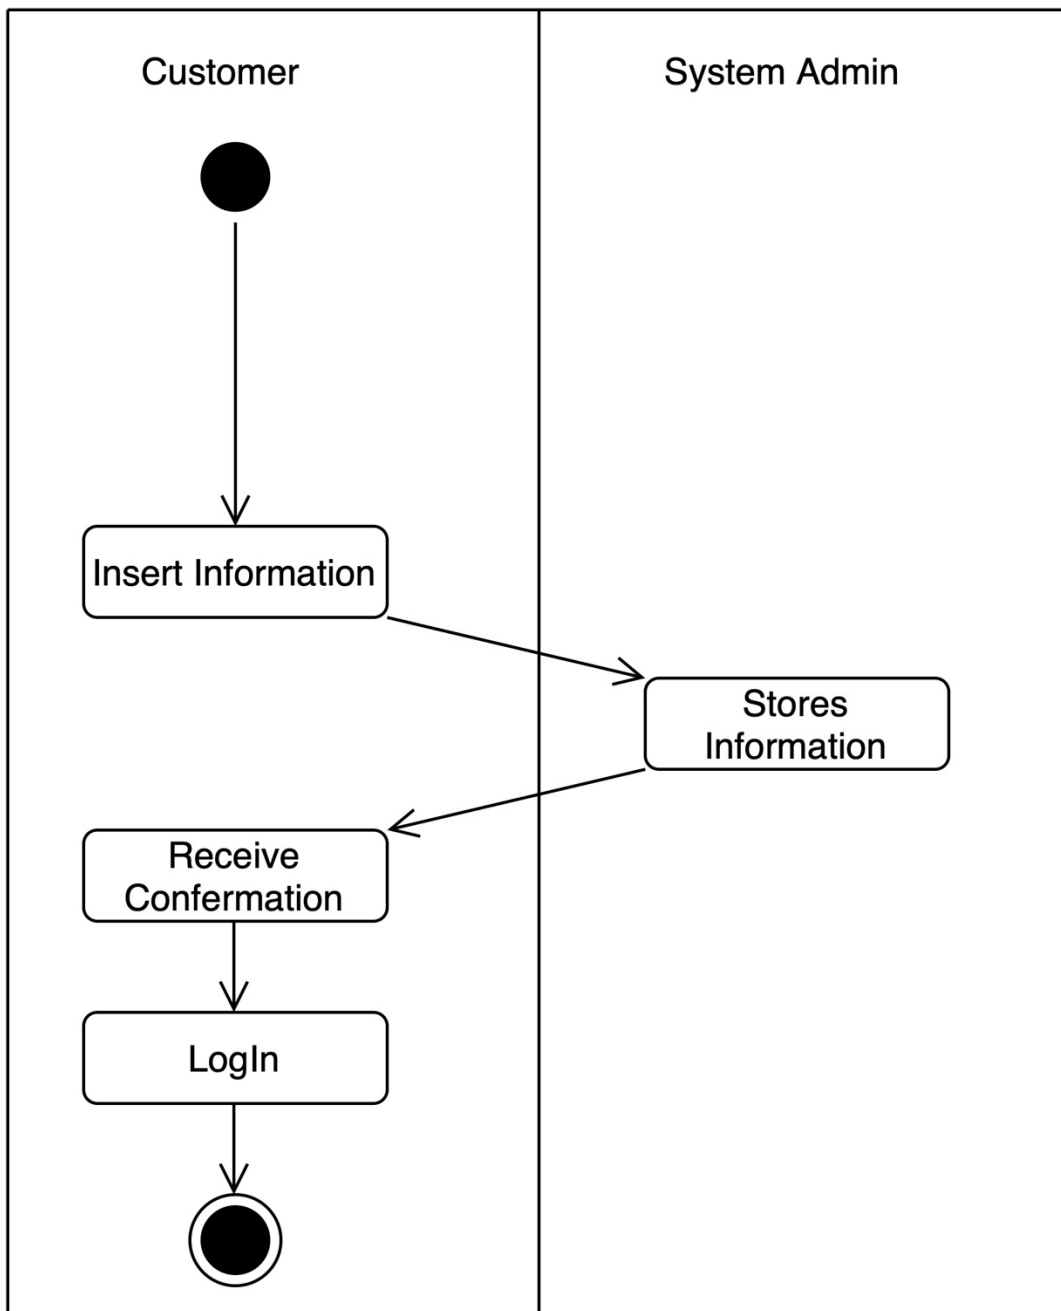 Customer
System Admin
Insert Information
Stores
Information
Receive
Confermation
LogIn